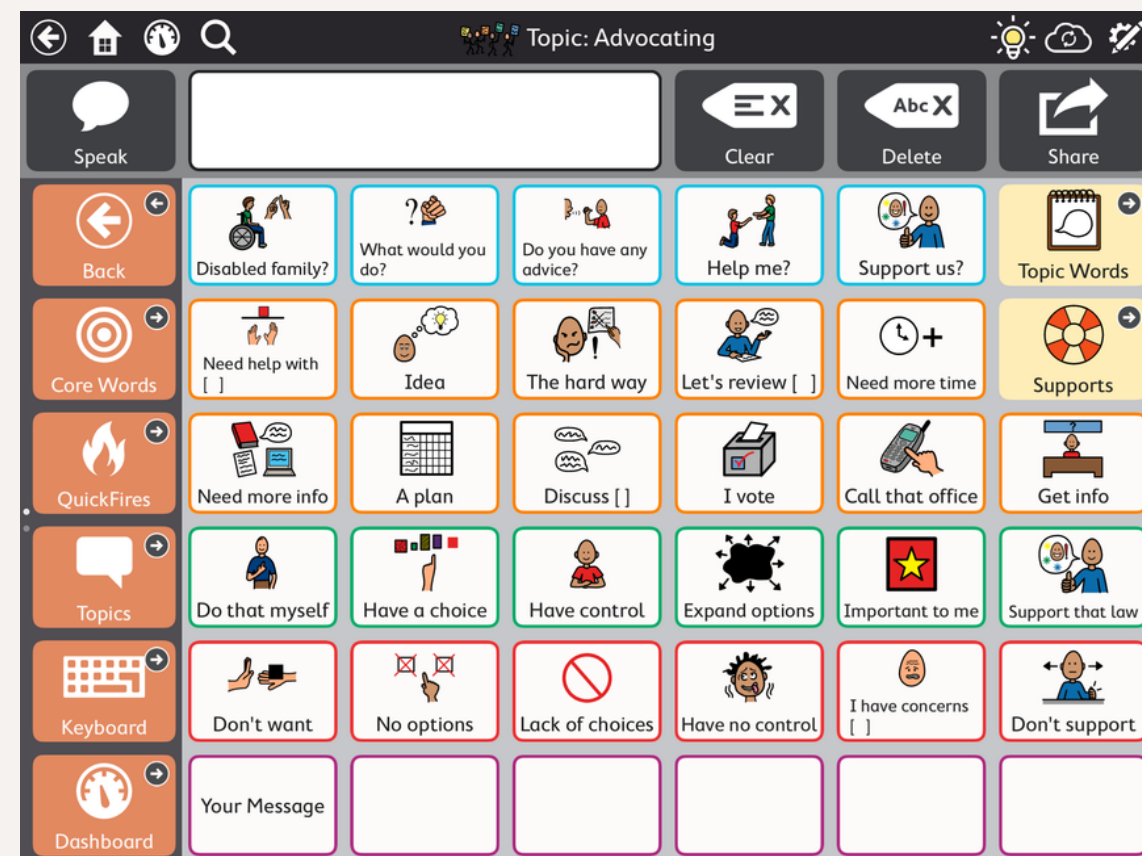 Topic: Advocating
Speak
Clear
Abc X
Delete
Share
Back
Disabled family?
What would you
do?
Do you have any
advice?
Help me?
Support us?
Topic Words
Core Words
Need help with
[ ]
Idea
The hard way
Let's review [ ]
Need more time
Supports
QuickFires
Need more info
A plan
Discuss [ ]
I vote
Call that office
Get info
Topics
Do that myself
Have a choice
Have control
Expand options
Important to me
Support that law
Keyboard
Don't want
No options
Lack of choices
Have no control
I have concerns
[ ]
Don't support
Dashboard
Your Message